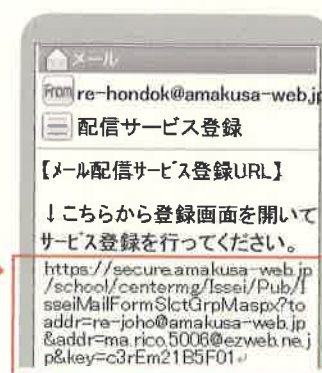 メール
From re-hondok@amakusa-web.j
配信サービス登録
【メール配信サービス登録URL】
↓こちらから登録画面を開いて
サービス登録を行ってください。
https://secure.amakusa-web.jp
/school/centermg/Issei/Pub/I
sseiMailFormSlctGrpMaspx?to
addr=re-joho@amakusa-web.jp
&addr=ma.rico.5006@ezweb.ne.j
p&key=c3rEm21B5F01